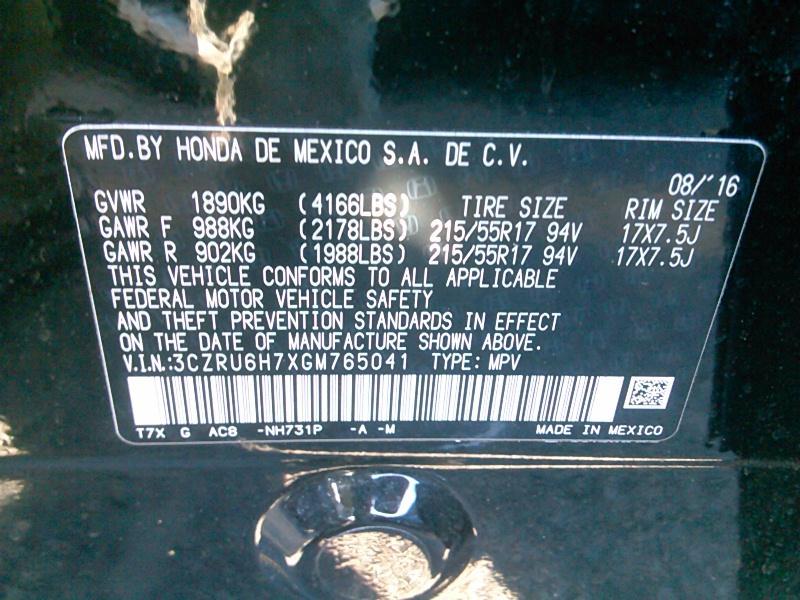 MFD.BY HONDA DE MEXICO S.A. DE C.V.
08/'16
GVWR 1890KG (4166LBS) TIRE SIZE RIM SIZE
GAWR F 988KG (2178LBS) 215/55R17 94V 17X7.5J
GAWR R 902KG (1988LBS) 215/55R17 94V 17X7.5J
THIS VEHICLE CONFORMS TO ALL APPLICABLE
FEDERAL MOTOR VEHICLE SAFETY
AND THEFT PREVENTION STANDARDS IN EFFECT
ON THE DATE OF MANUFACTURE SHOWN ABOVE.
V.I.N.:3CZRU6H7XGM765041 TYPE: MPV
T7X G AC8 -NH731P -A -M MADE IN MEXICO